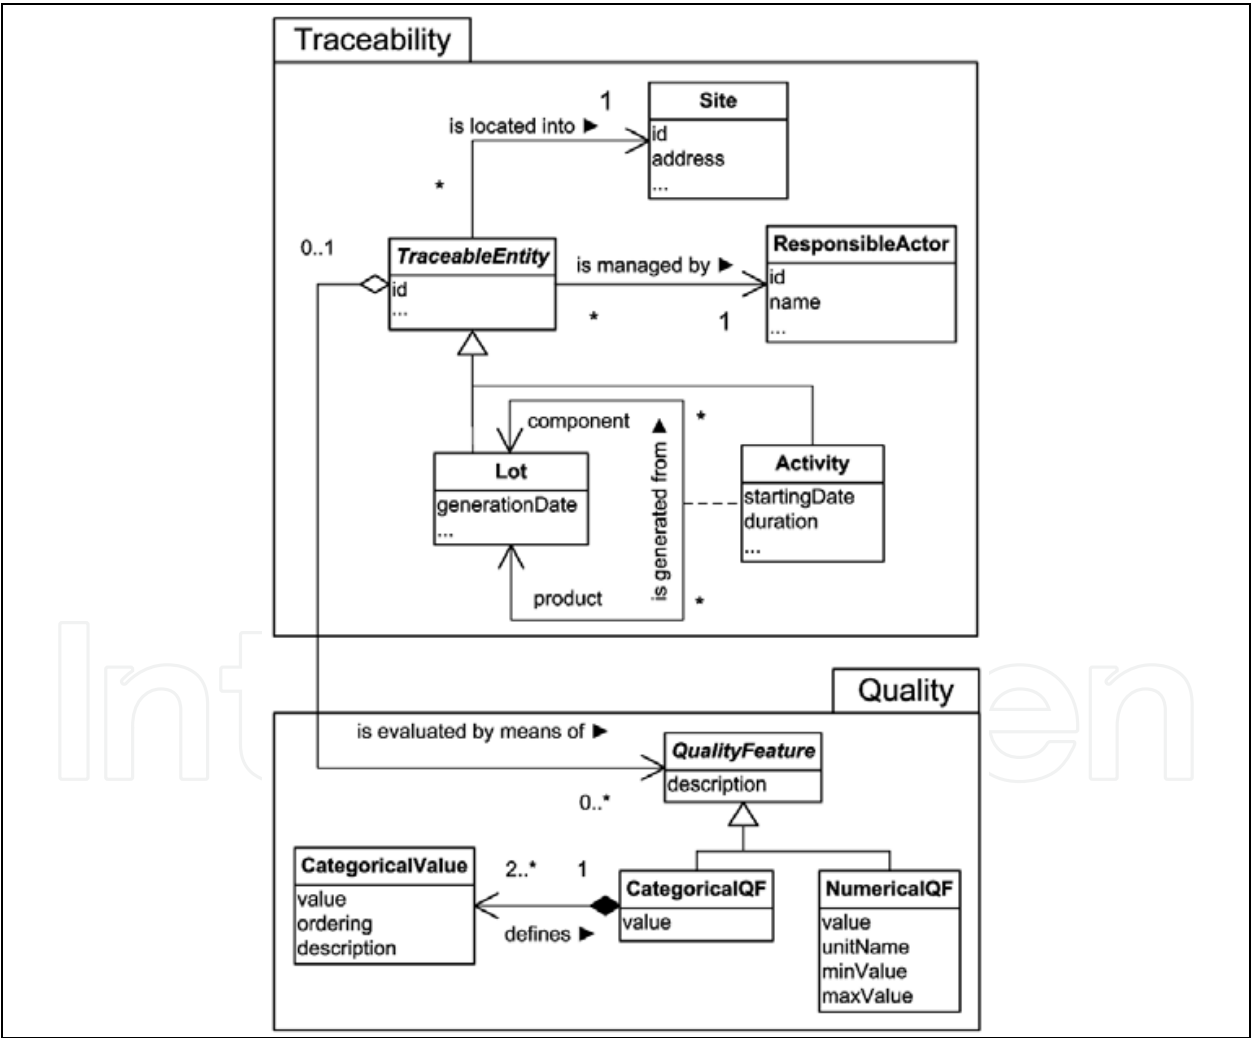 Traceability
1
Site
is located into ►
id
address
...
*
0..1
TraceableEntity
id
...
is managed by ►
*
1
ResponsibleActor
id
name
...
component
*
is generated from ►
Lot
generationDate
...
Activity
startingDate
duration
...
product
*
Quality
is evaluated by means of ►
QualityFeature
description
0..*
CategoricalValue
value
ordering
description
2..*
1
defines ►
CategoricalQF
value
NumericalQF
value
unitName
minValue
maxValue